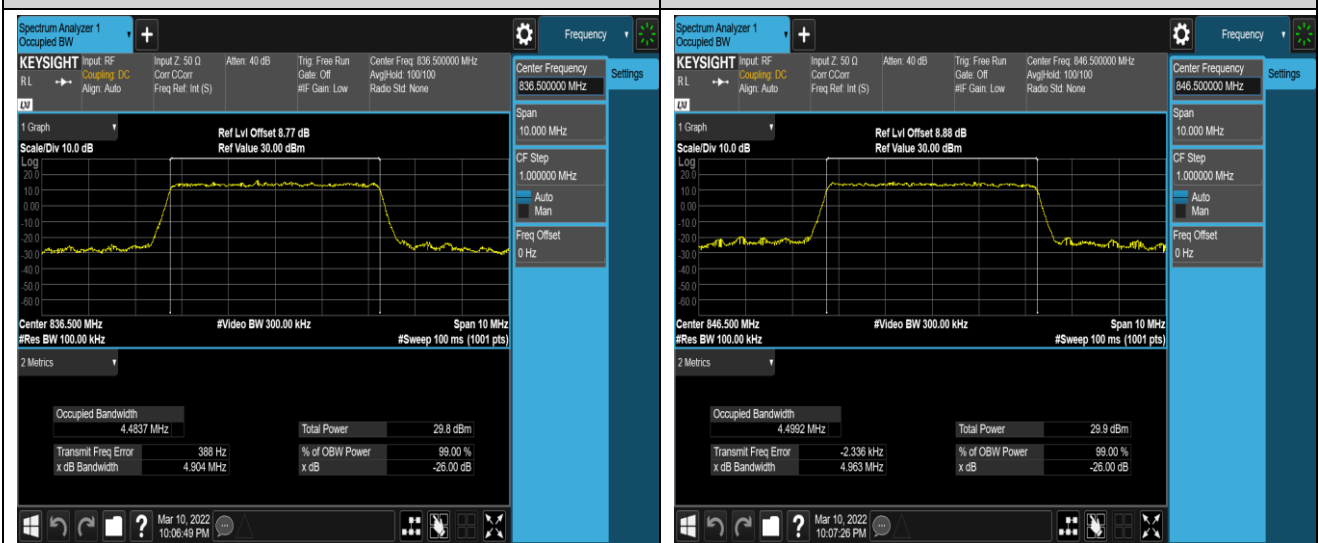 Spectrum Analyzer 1
Occupied BW
Frequency
KEYSIGHT
RL
LXI
Input: RF
Coupling: DC
Align: Auto
Input Z: 50 Ω
Corr CCorr
Freq Ref: Int (S)
Atten: 40 dB
Trig: Free Run
Gate: Off
#IF Gain: Low
Center Freq: 836.500000 MHz
Avg|Hold: 100/100
Radio Std: None
Center Frequency
836.500000 MHz
Settings
Span
10.000 MHz
CF Step
1.000000 MHz
Auto
Man
Freq Offset
0 Hz
1 Graph
Scale/Div 10.0 dB
Ref Lvl Offset 8.77 dB
Ref Value 30.00 dBm
Log
20.0
10.0
0.00
-10.0
-20.0
-30.0
-40.0
-50.0
-60.0
Center 836.500 MHz
#Video BW 300.00 kHz
Span 10 MHz
#Res BW 100.00 kHz
#Sweep 100 ms (1001 pts)
2 Metrics
Occupied Bandwidth
4.4837 MHz
Total Power 29.8 dBm
Transmit Freq Error 388 Hz
% of OBW Power 99.00 %
x dB Bandwidth 4.904 MHz
x dB -26.00 dB
?
Mar 10, 2022
10:06:49 PM
Spectrum Analyzer 1
Occupied BW
Frequency
KEYSIGHT
RL
LXI
Input: RF
Coupling: DC
Align: Auto
Input Z: 50 Ω
Corr CCorr
Freq Ref: Int (S)
Atten: 40 dB
Trig: Free Run
Gate: Off
#IF Gain: Low
Center Freq: 846.500000 MHz
Avg|Hold: 100/100
Radio Std: None
Center Frequency
846.500000 MHz
Settings
Span
10.000 MHz
CF Step
1.000000 MHz
Auto
Man
Freq Offset
0 Hz
1 Graph
Scale/Div 10.0 dB
Ref Lvl Offset 8.88 dB
Ref Value 30.00 dBm
Log
20.0
10.0
0.00
-10.0
-20.0
-30.0
-40.0
-50.0
-60.0
Center 846.500 MHz
#Video BW 300.00 kHz
Span 10 MHz
#Res BW 100.00 kHz
#Sweep 100 ms (1001 pts)
2 Metrics
Occupied Bandwidth
4.4992 MHz
Total Power 29.9 dBm
Transmit Freq Error -2.336 kHz
% of OBW Power 99.00 %
x dB Bandwidth 4.963 MHz
x dB -26.00 dB
?
Mar 10, 2022
10:07:26 PM